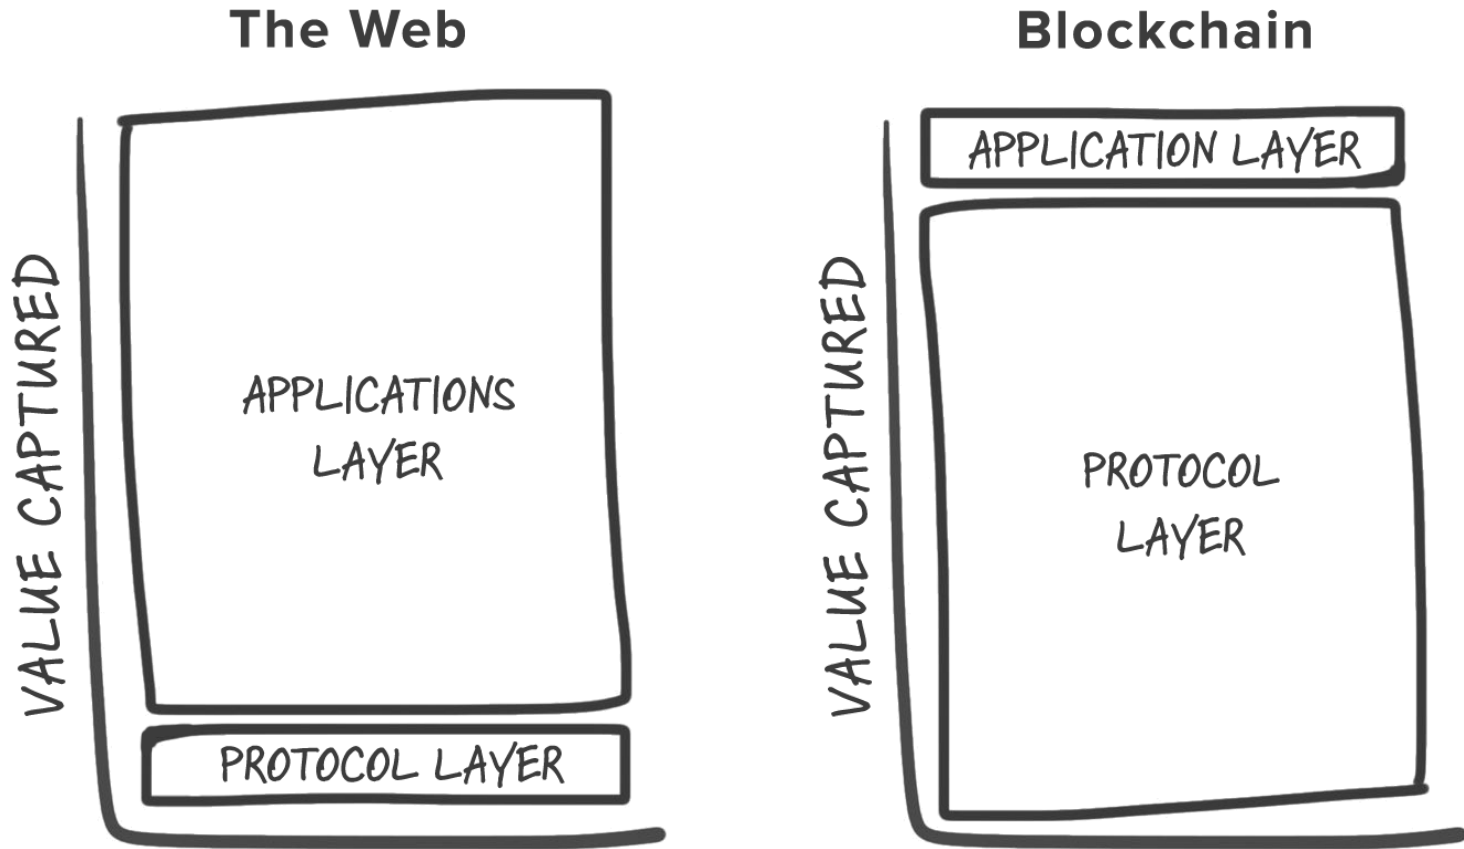 The Web
VALUE CAPTURED
APPLICATIONS
LAYER
PROTOCOL LAYER
Blockchain
VALUE CAPTURED
APPLICATION LAYER
PROTOCOL
LAYER